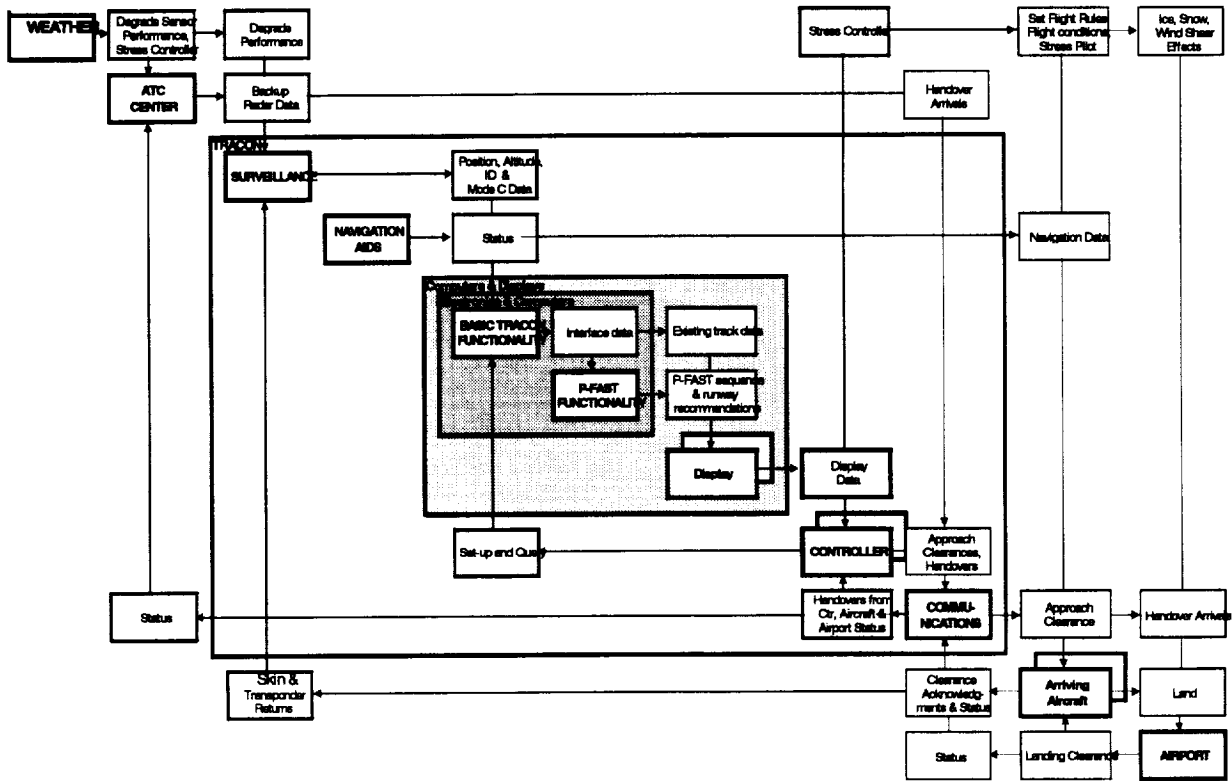 WEATHER
Degrade Sensor
Performance,
Stress Controller
Degrade
Performance
Stress Controller
Set Flight Rules
Flight conditions,
Stress Pilot
Ice, Snow,
Wind Shear
Effects
ATC
CENTER
Backup
Radar Data
Handover
Arrivals
TRACON
SURVEILLANCE
Position, Altitude,
ID &
Mode C Data
NAVIGATION
AIDS
Status
Navigation Data
Computers & Displays
BASIC TRACON
FUNCTIONALITY
Interface data
Existing track data
P-FAST
FUNCTIONALITY
P-FAST sequence
& runway
recommendations
Display
Display
Data
Set-up and Que
CONTROLLER
Approach
Clearances,
Handovers
Status
Handovers from
Ctr, Aircraft &
Airport Status
COMMU-
NICATIONS
Approach
Clearance
Handover Arrivals
Skin &
Transponder
Returns
Clearance
Acknowledg-
ments & Status
Arriving
Aircraft
Land
Status
Landing Clearance
AIRPORT